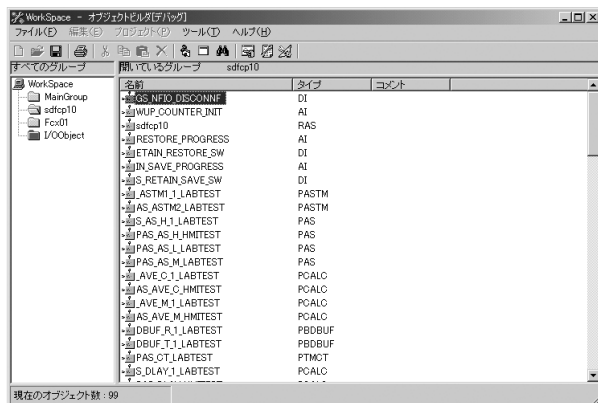 WorkSpace - オブジェクトビルダ[デバッグ]
ファイル(F) 編集(E) プロジェクト(P) ツール(T) ヘルプ(H)
すべてのグループ 開いているグループ sdfcp10
WorkSpace
MainGroup
sdfcp10
Fcx01
I/OObject
名前 タイプ コメント
GS_NFIO_DISCONNF DI
WUP_COUNTER_INIT AI
sdfcp10 RAS
RESTORE_PROGRESS AI
ETAIN_RESTORE_SW DI
IN_SAVE_PROGRESS AI
S_RETAIN_SAVE_SW DI
_ASTM1_1_LABTEST PASTM
AS_ASTM2_LABTEST PASTM
S_AS_H_1_LABTEST PAS
PAS_AS_H_HMITEST PAS
PAS_AS_L_LABTEST PAS
PAS_AS_M_LABTEST PAS
_AVE_C_1_LABTEST PCALC
AS_AVE_C_HMITEST PCALC
_AVE_M_1_LABTEST PCALC
AS_AVE_M_HMITEST PCALC
DBUF_R_1_LABTEST PBDBUF
DBUF_T_1_LABTEST PBDBUF
PAS_CT_LABTEST PTMCT
S_DLAY_1_LABTEST PCALC
現在のオブジェクト数 : 99